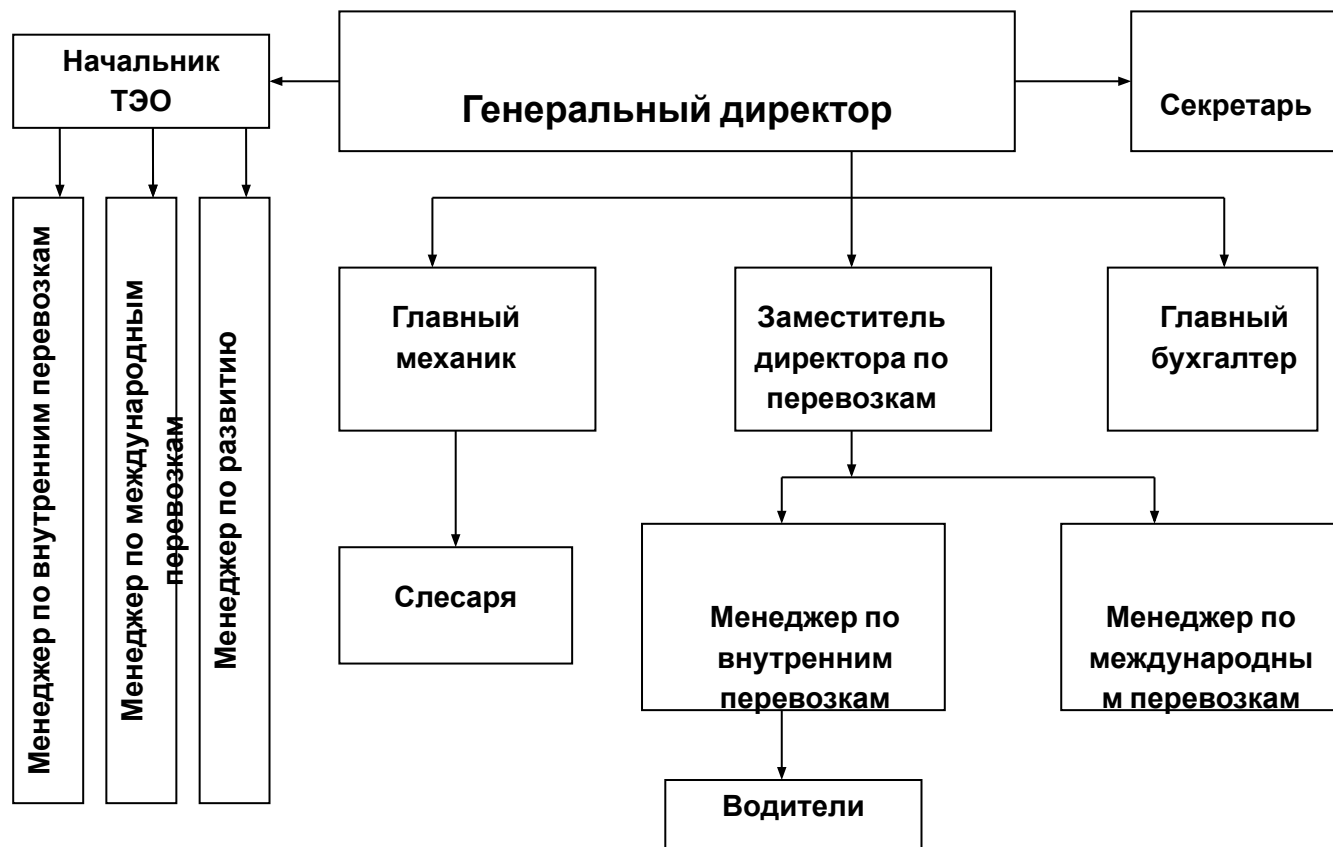 Начальник
ТЭО
Генеральный директор
Секретарь
Менеджер по внутренним перевозкам
Менеджер по международным
перевозкам
Менеджер по развитию
Главный
механик
Заместитель
директора по
перевозкам
Главный
бухгалтер
Слесаря
Менеджер по
внутренним
перевозкам
Менеджер по
международны
м перевозкам
Водители